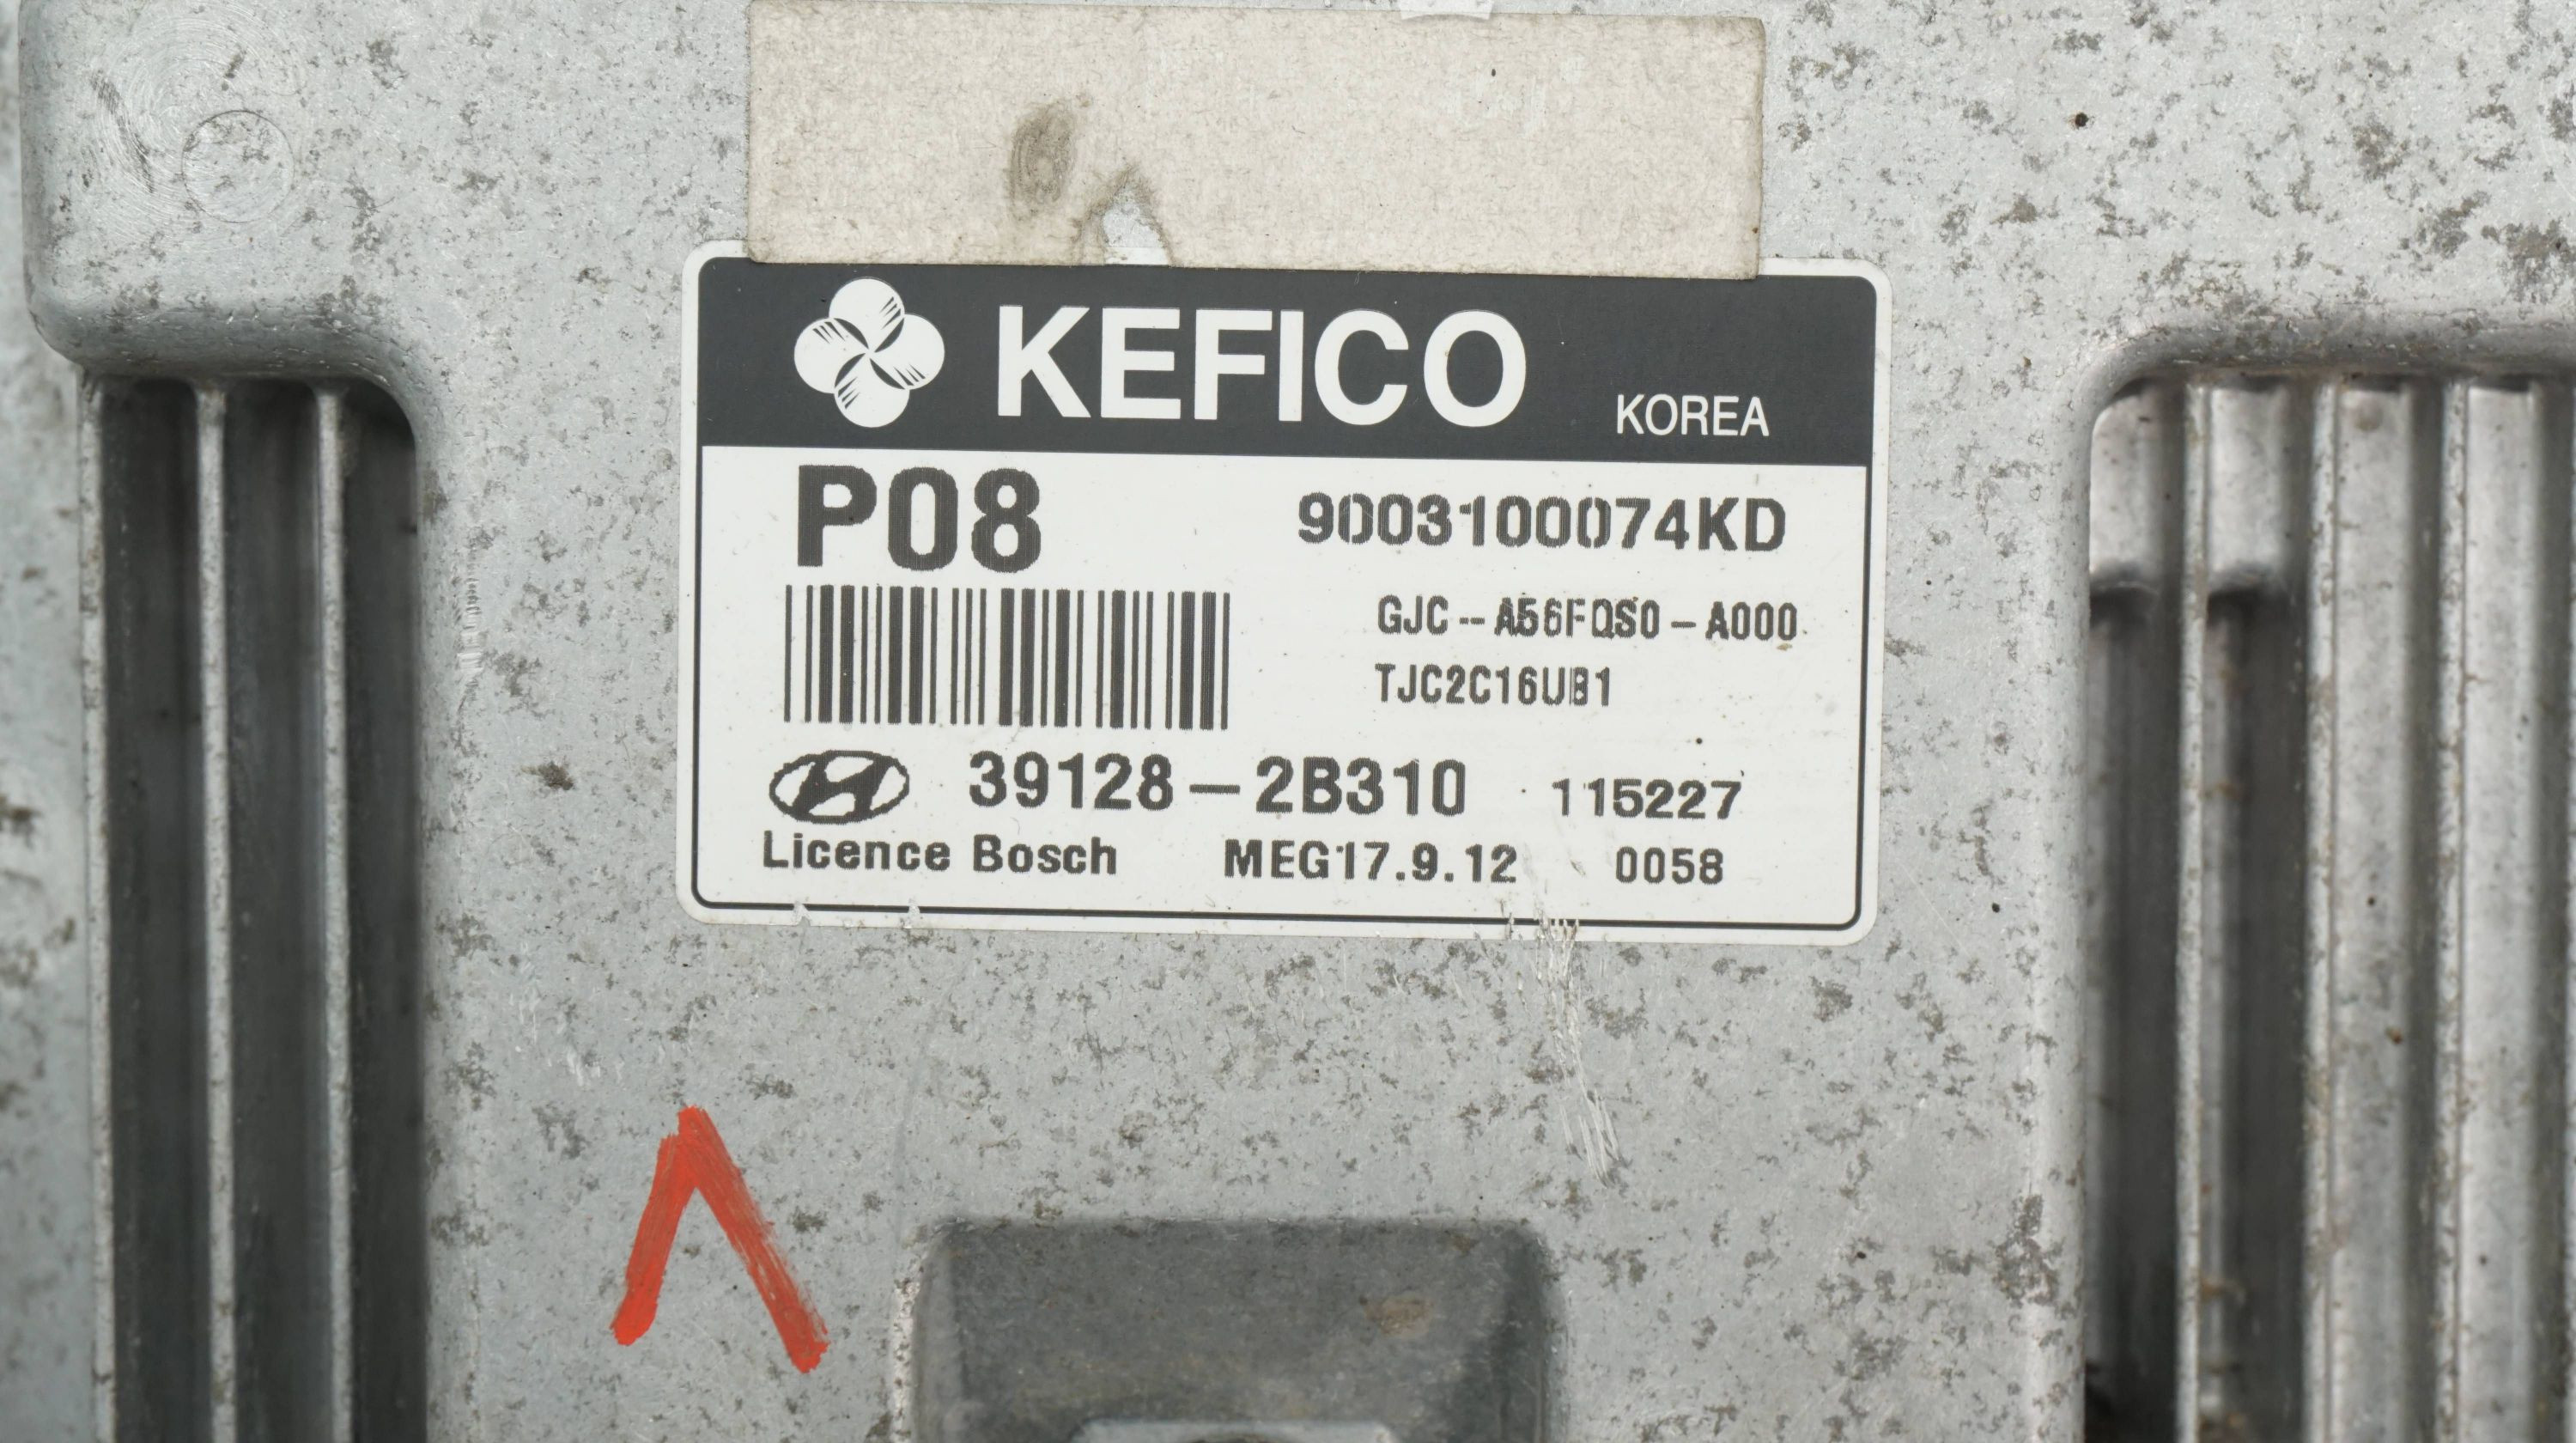 KEFICO KOREA
P08 9003100074KD
GJC--A56FQS0-A000
TJC2C16UB1
39128-2B310 115227
Licence Bosch MEG17.9.12 0058